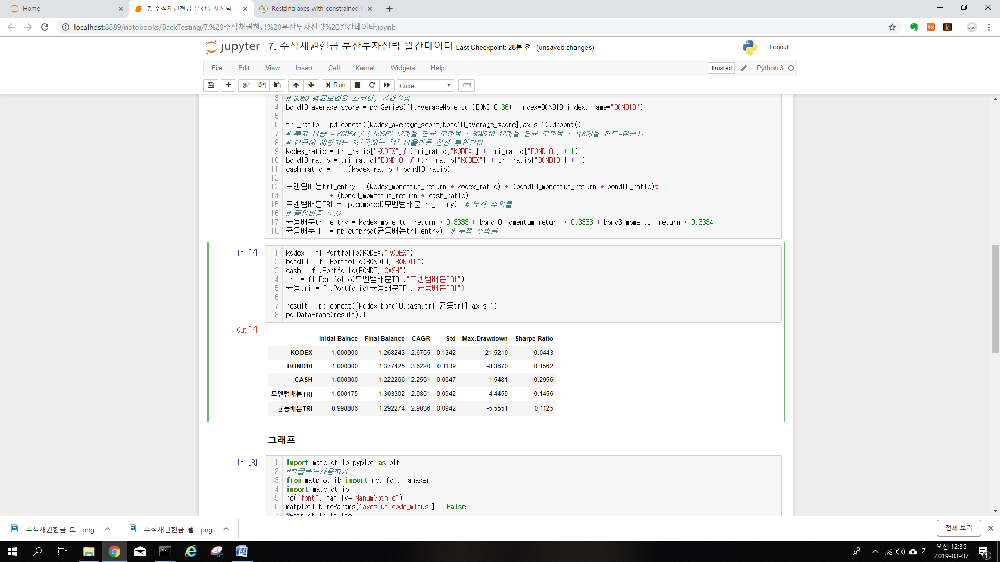 Home
7. 주식채권현금 분산투자전략 월
Resizing axes with constrained
localhost:8889/notebooks/BackTesting/7.%20주식채권현금%20분산투자전략%20월간데이타.ipynb
jupyter 7. 주식채권현금 분산투자전략 월간데이타 Last Checkpoint: 28분 전 (unsaved changes)
Logout
File Edit View Insert Cell Kernel Widgets Help
Trusted Python 3
Run Code
3 # BOND 평균모멘텀 스코어, 기간설정
4 bond10_average_score = pd.Series(fl.AverageMomentum(BOND10,36), index=BOND10.index, name="BOND10")
5
6 tri_ratio = pd.concat([kodex_average_score,bond10_average_score],axis=1).dropna()
7 # 투자 비중 = KODEX / ( KODEX 12개월 평균 모멘텀 + BOND10 12개월 평균 모멘텀 + 1(3개월 펀드=현금))
8 # 현금에 해당하는 3년국채는 "1" 비율만큼 항상 투입된다
9 kodex_ratio = tri_ratio["KODEX"]/ (tri_ratio["KODEX"] + tri_ratio["BOND10"] + 1)
10 bond10_ratio = tri_ratio["BOND10"]/ (tri_ratio["KODEX"] + tri_ratio["BOND10"] + 1)
11 cash_ratio = 1 - (kodex_ratio + bond10_ratio)
12
13 모멘텀배분tri_entry = (kodex_momentum_return * kodex_ratio) + (bond10_momentum_return * bond10_ratio)₩
14 + (bond3_momentum_return * cash_ratio)
15 모멘텀배분TRI = np.cumprod(모멘텀배분tri_entry) # 누적 수익률
16 # 동일비중 투자
17 균등배분tri_entry = kodex_momentum_return * 0.3333 + bond10_momentum_return * 0.3333 + bond3_momentum_return * 0.3334
18 균등배분TRI = np.cumprod(균등배분tri_entry) # 누적 수익률
In [7]:
1 kodex = fl.Portfolio(KODEX,"KODEX")
2 bond10 = fl.Portfolio(BOND10,"BOND10")
3 cash = fl.Portfolio(BOND3,"CASH")
4 tri = fl.Portfolio(모멘텀배분TRI,"모멘텀배분TRI")
5 균등tri = fl.Portfolio(균등배분TRI,"균등배분TRI")
6
7 result = pd.concat([kodex,bond10,cash,tri,균등tri],axis=1)
8 pd.DataFrame(result).T
Out[7]:
Initial Balnce Final Balance CAGR Std Max.Drawdown Sharpe Ratio
KODEX 1.000000 1.268243 2.6755 0.1342 -21.5210 0.0443
BOND10 1.000000 1.377425 3.6220 0.1139 -8.3670 0.1562
CASH 1.000000 1.222266 2.2551 0.0647 -1.5481 0.2956
모멘텀배분TRI 1.000175 1.303302 2.9851 0.0942 -4.4459 0.1456
균등배분TRI 0.998806 1.292274 2.9036 0.0942 -5.5551 0.1125
그래프
In [8]:
1 import matplotlib.pyplot as plt
2 #한글폰트사용하기
3 from matplotlib import rc, font_manager
4 import matplotlib
5 rc("font", family="NanumGothic")
6 matplotlib.rcParams['axes.unicode_minus'] = False
7 %matplotlib inline
주식채권현금_모....png
주식채권현금_월....png
전체 보기
가
오전 12:35
2019-03-07
1